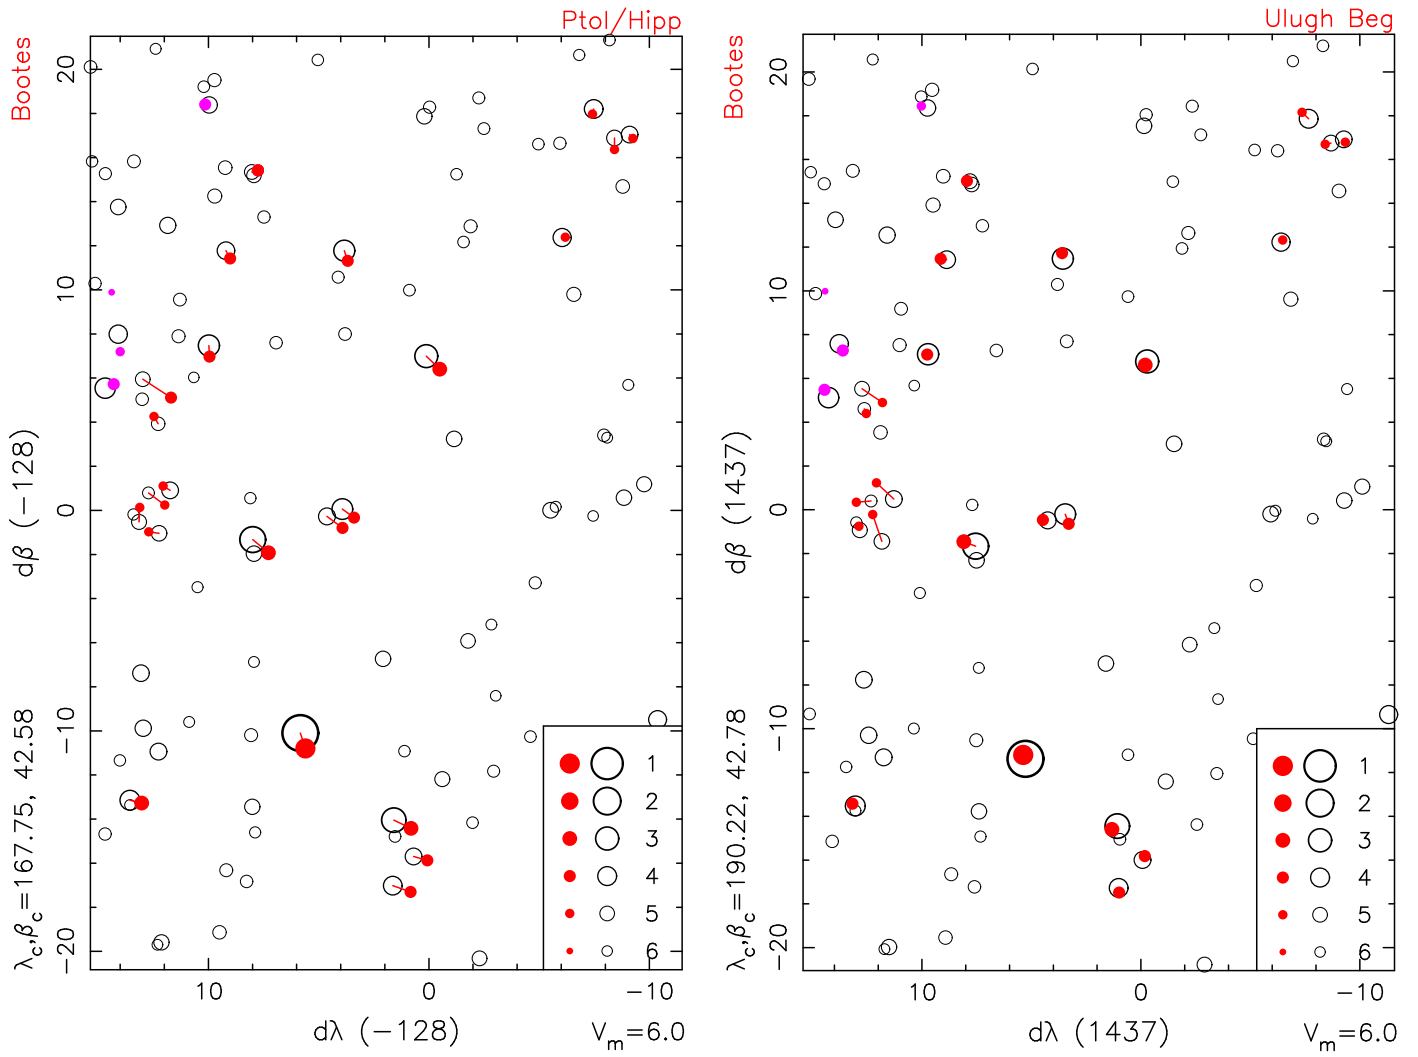 Ptol/Hipp
Bootes
20
10
0
-10
-20
dβ (-128)
λc,βc=167.75, 42.58
1
2
3
4
5
6
10
0
-10
dλ (-128)
Vm=6.0
Ulugh Beg
Bootes
20
10
0
-10
-20
dβ (1437)
λc,βc=190.22, 42.78
1
2
3
4
5
6
10
0
-10
dλ (1437)
Vm=6.0